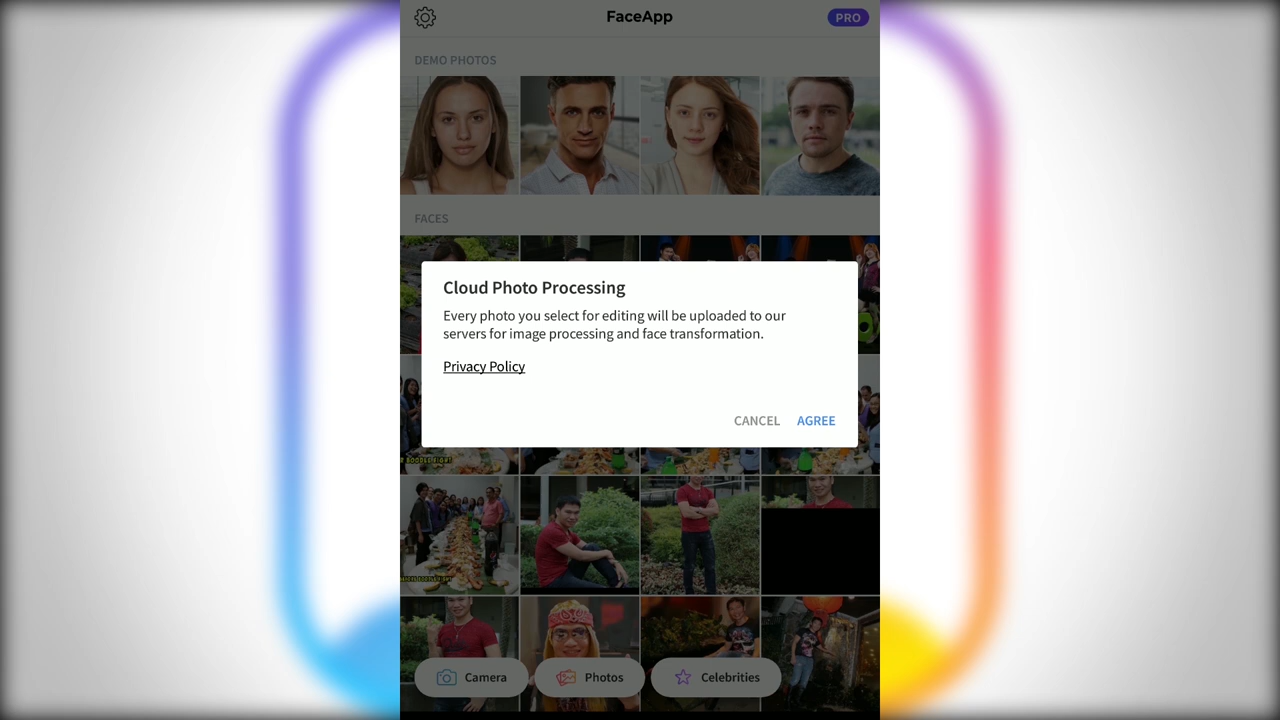 FaceApp
PRO
DEMO PHOTOS
FACES
Cloud Photo Processing
Every photo you select for editing will be uploaded to our
servers for image processing and face transformation.
Privacy Policy
CANCEL AGREE
Camera
Photos
Celebrities